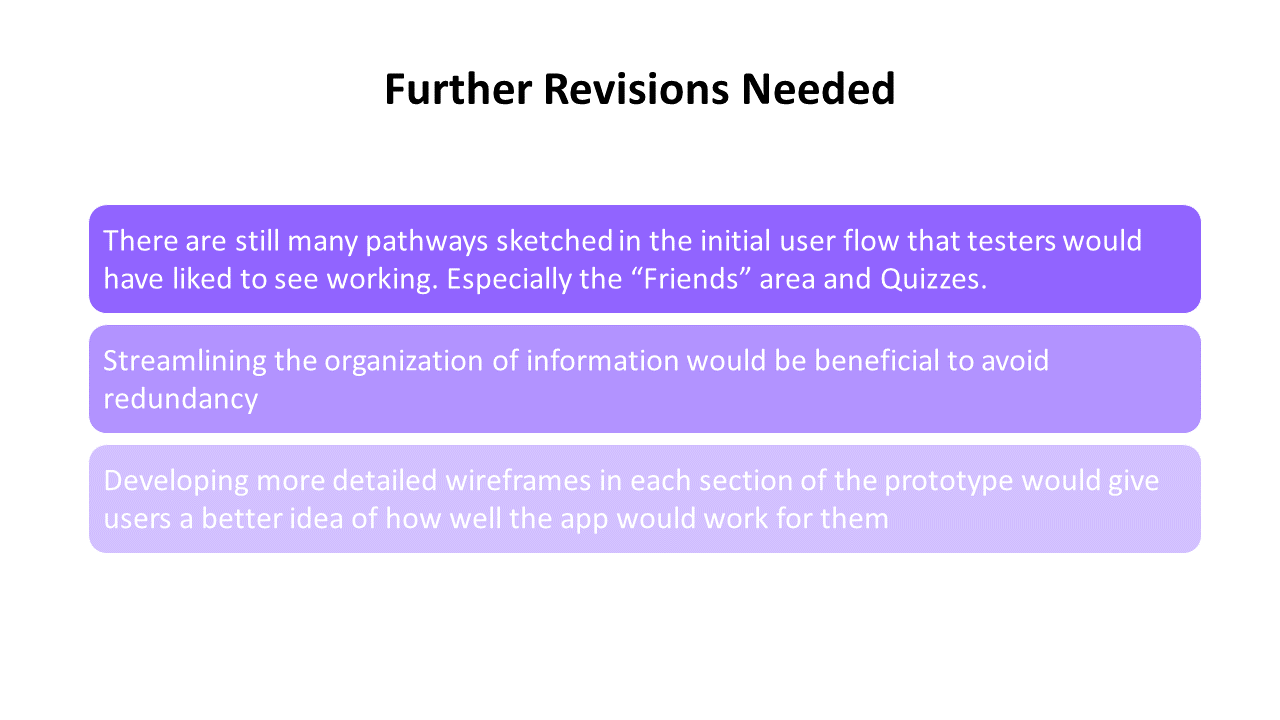 Further Revisions Needed
There are still many pathways sketched in the initial user flow that testers would
have liked to see working. Especially the “Friends” area and Quizzes.
Streamlining the organization of information would be beneficial to avoid
redundancy
Developing more detailed wireframes in each section of the prototype would give
users a better idea of how well the app would work for them